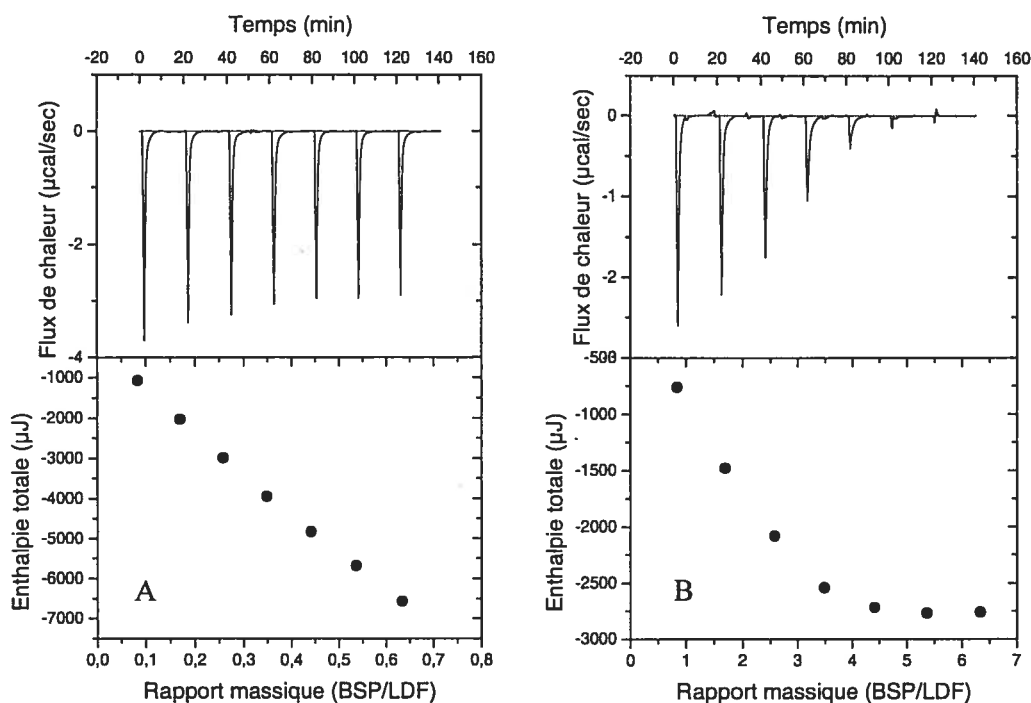 Temps (min)
-20 0 20 40 60 80 100 120 140 160
Flux de chaleur (µcal/sec)
0
-2
-4
Enthalpie totale (µJ)
-1000
-2000
-3000
-4000
-5000
-6000
-7000
A
0,0 0,1 0,2 0,3 0,4 0,5 0,6 0,7 0,8
Rapport massique (BSP/LDF)
Temps (min)
-20 0 20 40 60 80 100 120 140 160
Flux de chaleur (µcal/sec)
0
-1
-2
Enthalpie totale (µJ)
-500
-1000
-1500
-2000
-2500
-3000
B
0 1 2 3 4 5 6 7
Rapport massique (BSP/LDF)